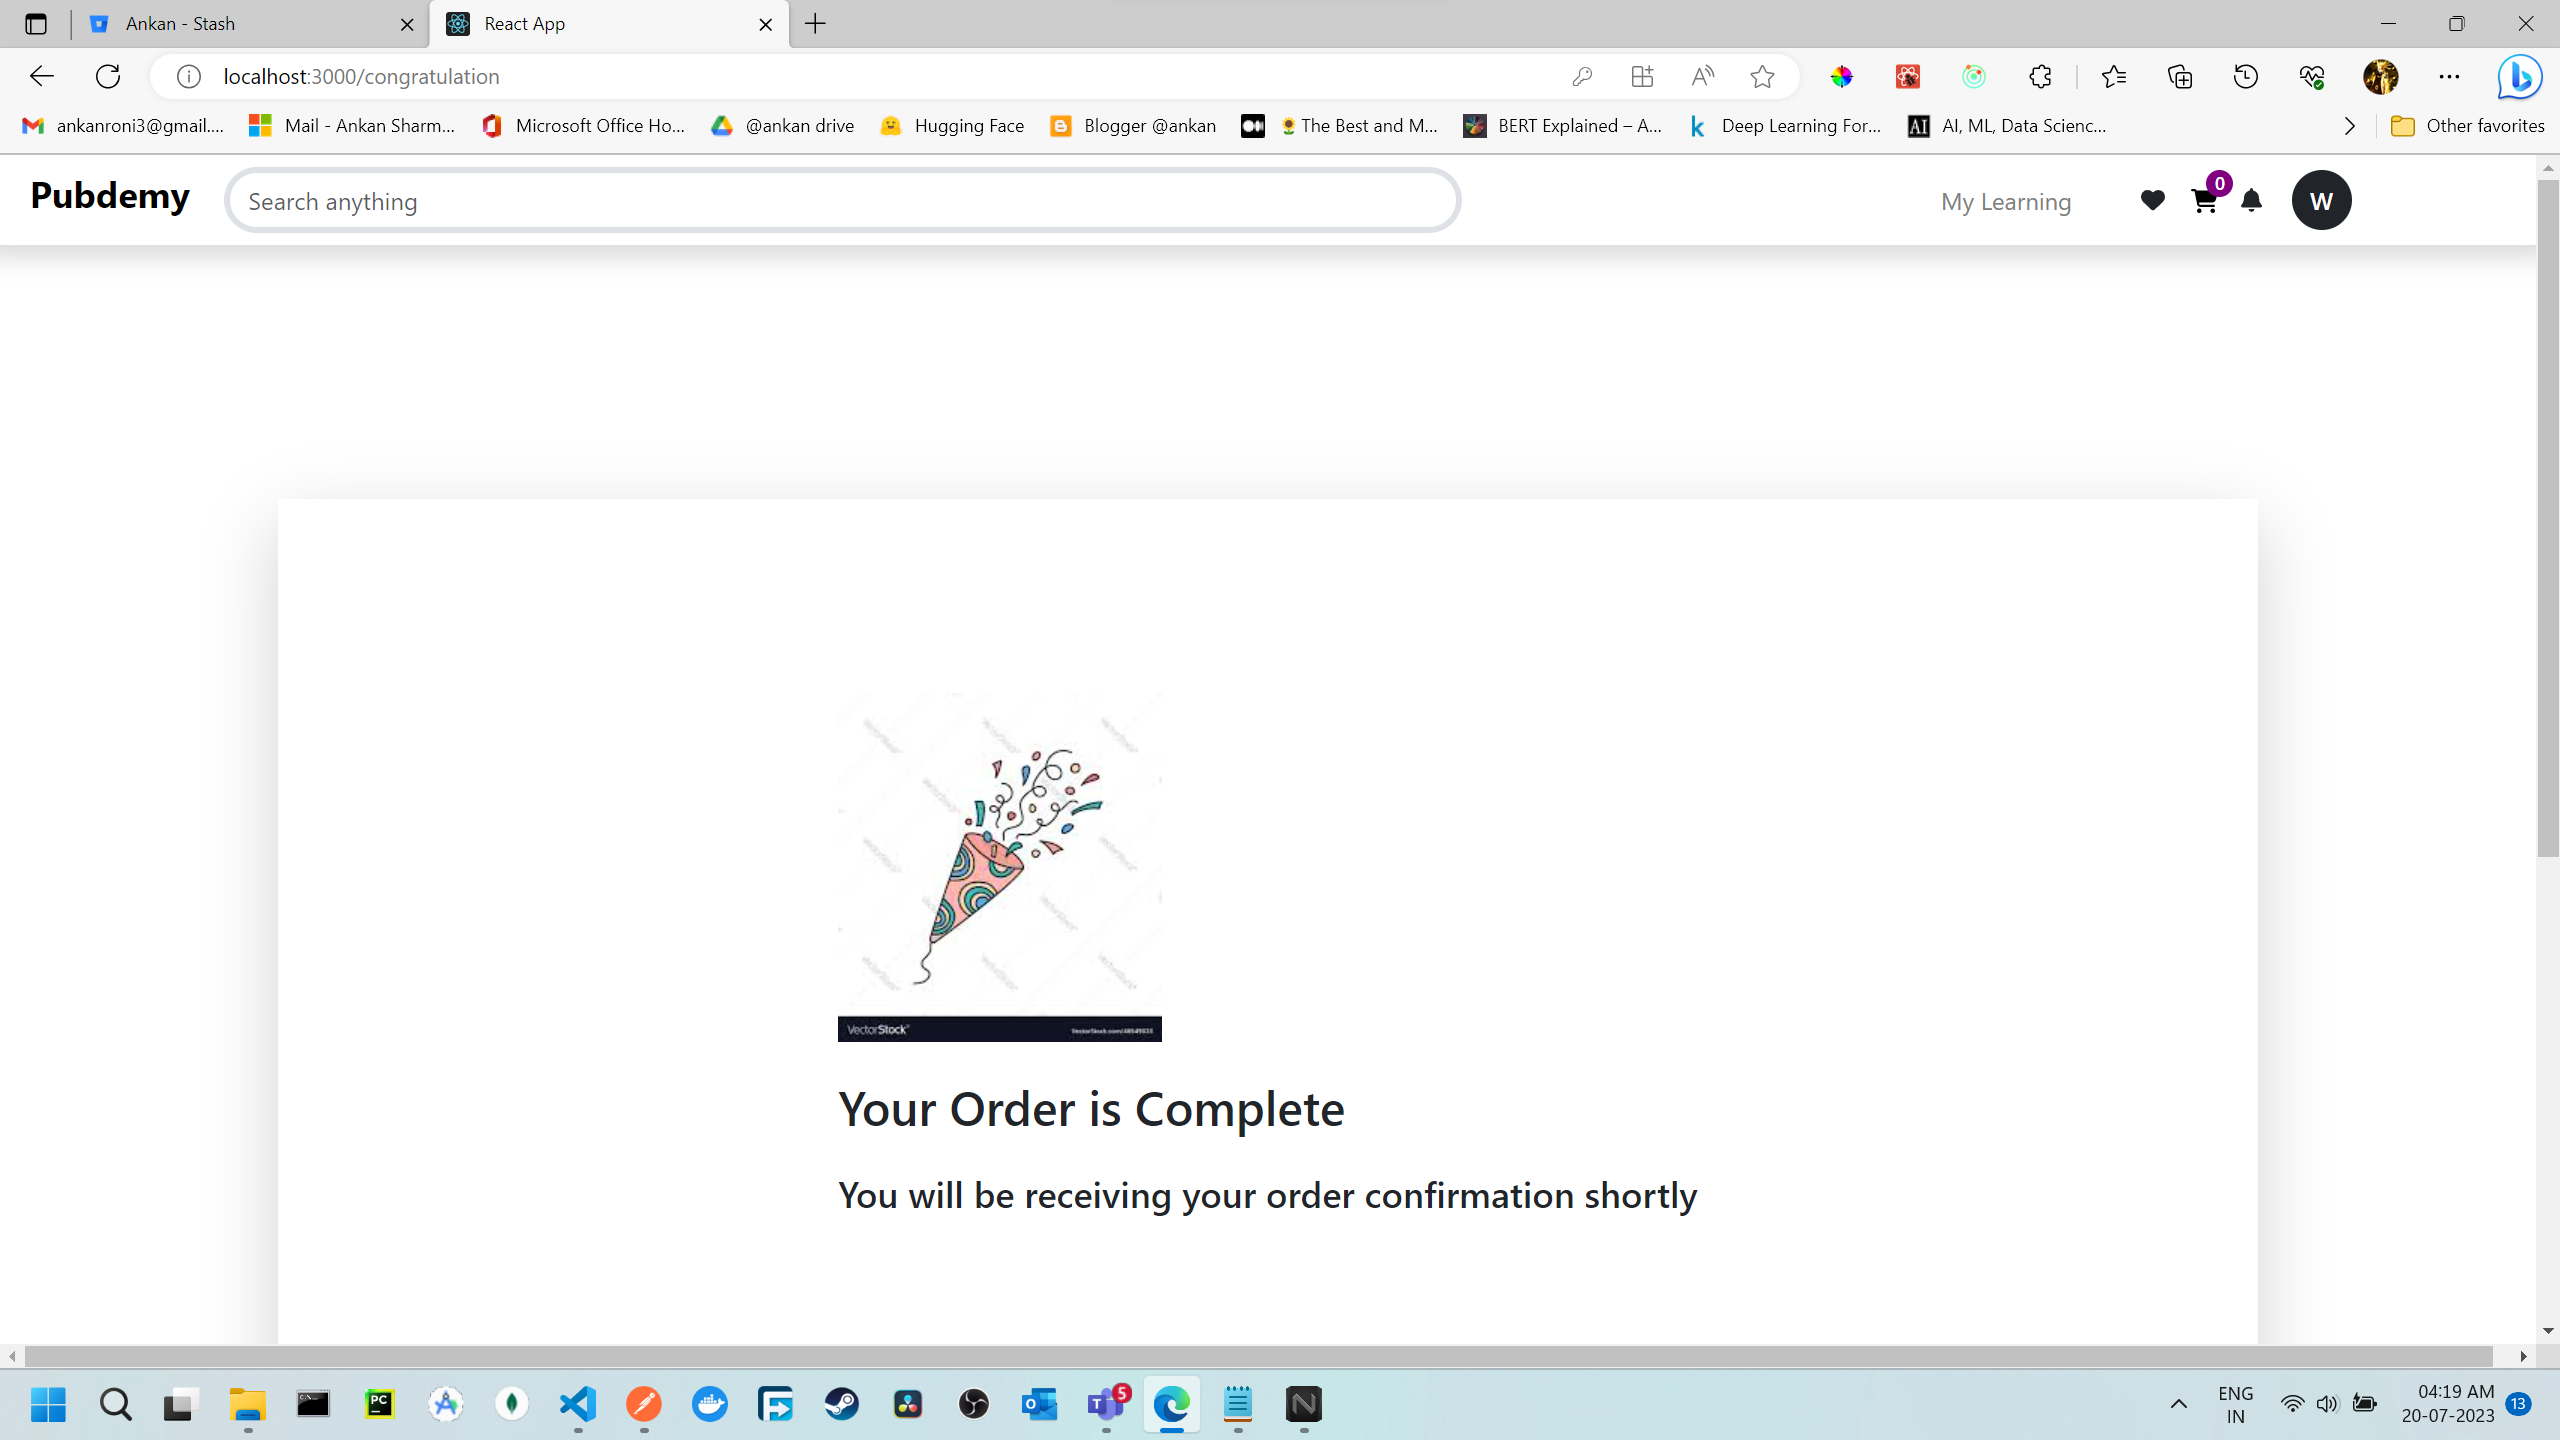 Ankan - Stash
React App
localhost:3000/congratulation
ankanroni3@gmail....
Mail - Ankan Sharm...
Microsoft Office Ho...
@ankan drive
Hugging Face
Blogger @ankan
The Best and M...
BERT Explained – A...
Deep Learning For...
AI
AI, ML, Data Scienc...
Other favorites
Pubdemy
Search anything
My Learning
0
W
VectorStock
Your Order is Complete
You will be receiving your order confirmation shortly
PC
5
ENG
IN
04:19 AM
20-07-2023
13